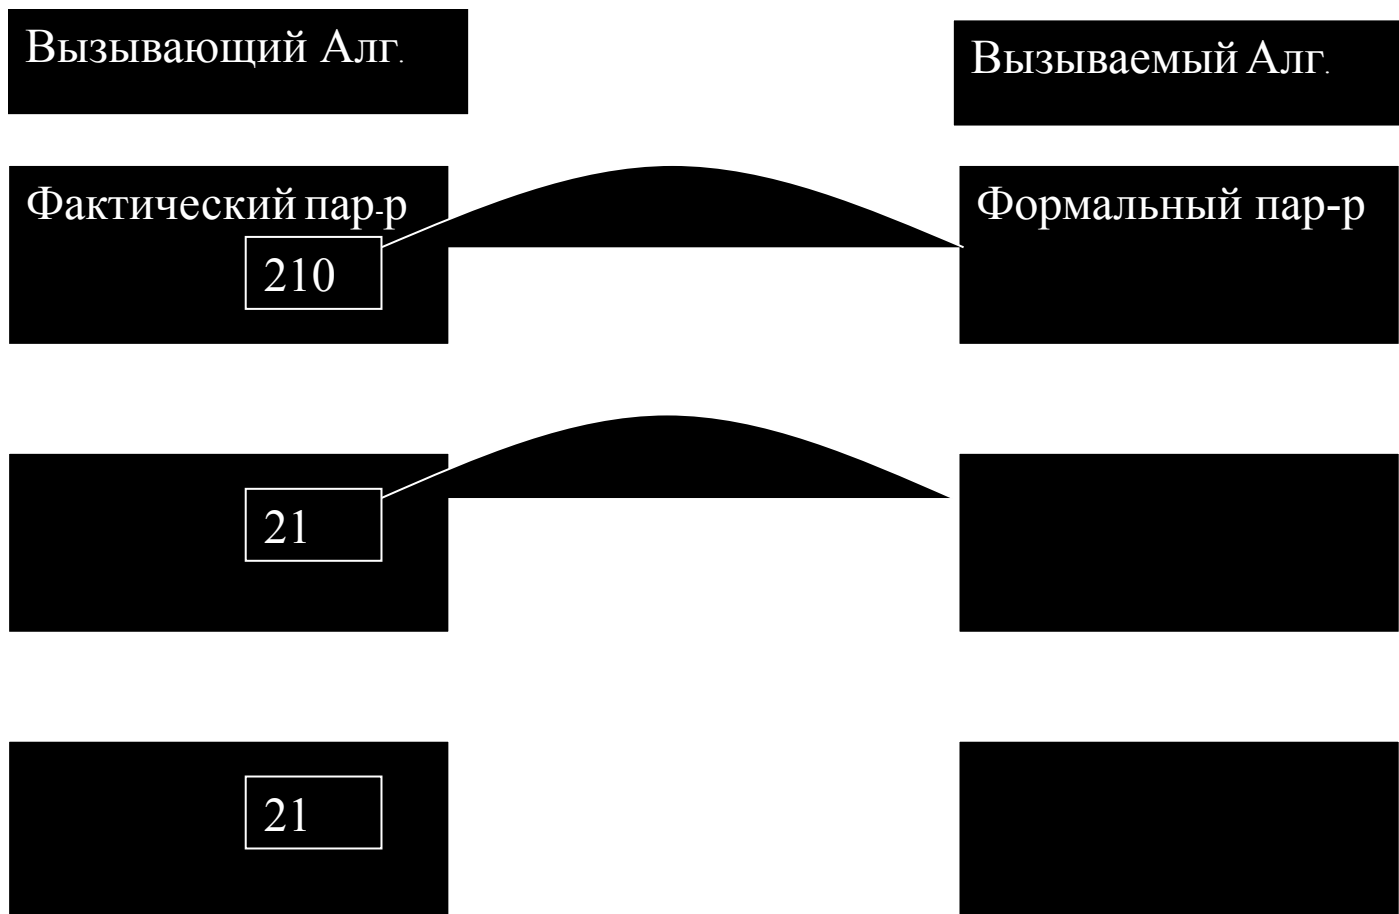 Вызывающий Алг.
Вызываемый Алг.
Фактический пар-р
Формальный пар-р
210
21
21